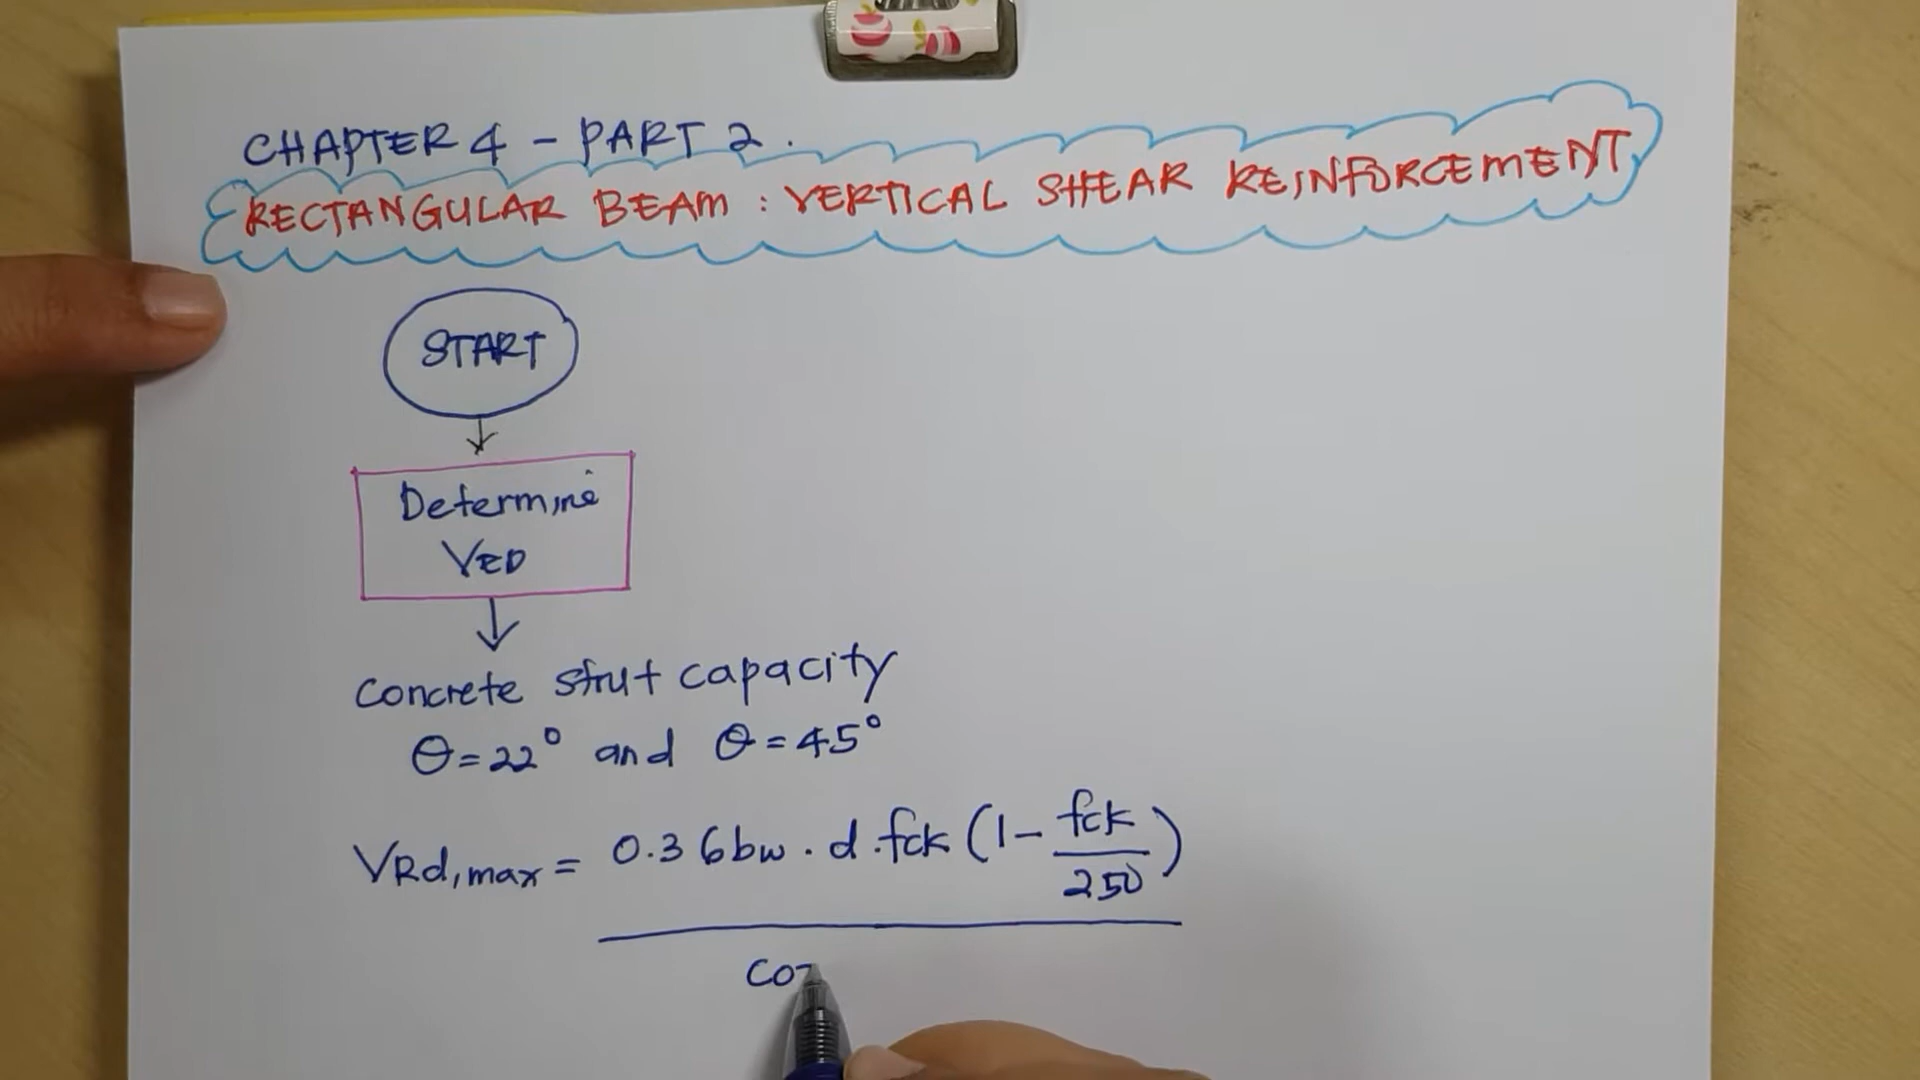 CHAPTER 4 - PART 2.
RECTANGULAR BEAM : VERTICAL SHEAR REINFORCEMENT
START
Determine
VED
Concrete strut capacity
θ=22° and θ=45°
VRd,max = 0.36bw . d .fck (1 - fck/250)
cot